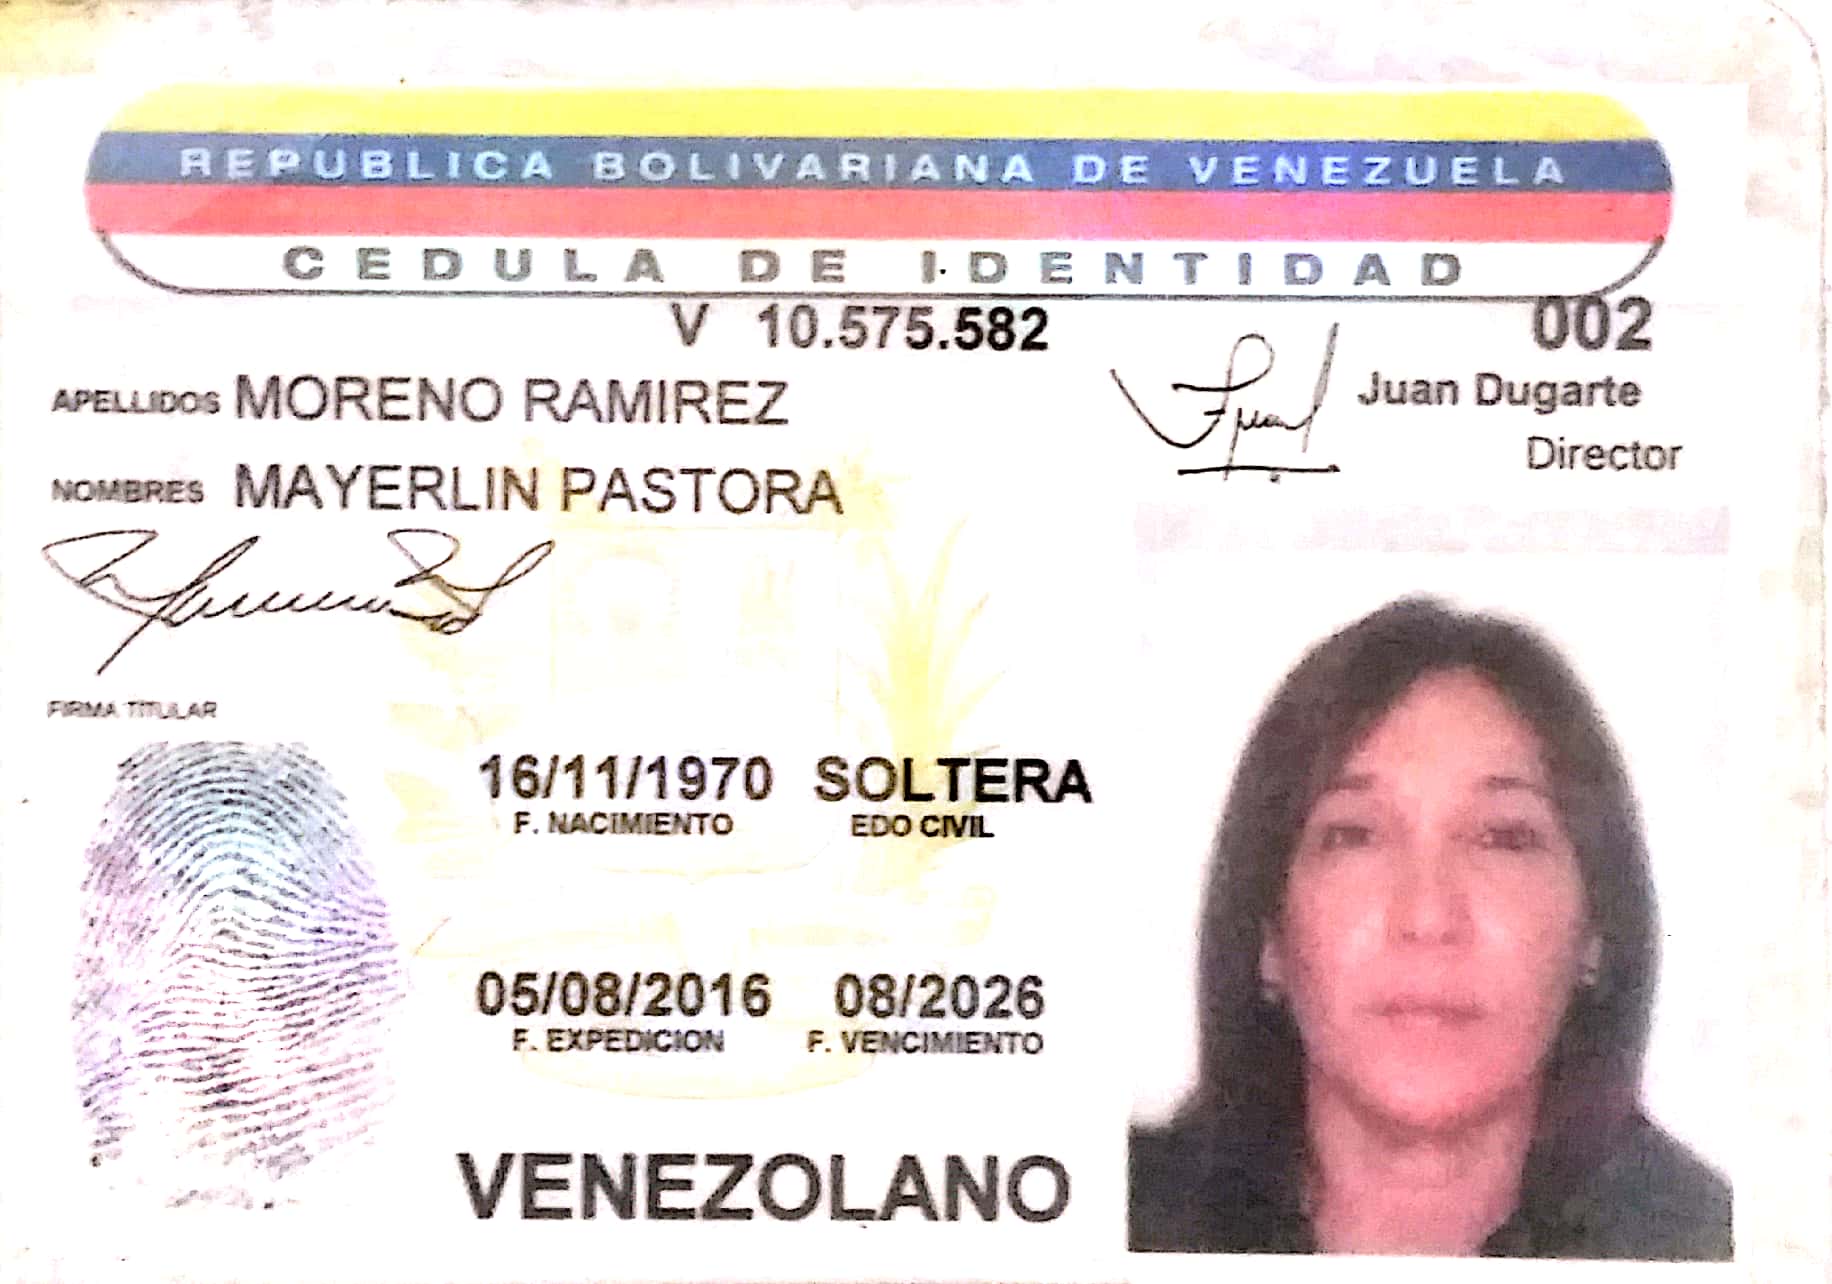 REPUBLICA BOLIVARIANA DE VENEZUELA
CEDULA DE IDENTIDAD
V 10.575.582
002
APELLIDOS MORENO RAMIREZ
Juan Dugarte
Director
NOMBRES MAYERLIN PASTORA
FIRMA TITULAR
16/11/1970 SOLTERA
F. NACIMIENTO EDO CIVIL
05/08/2016 08/2026
F. EXPEDICION F. VENCIMIENTO
VENEZOLANO